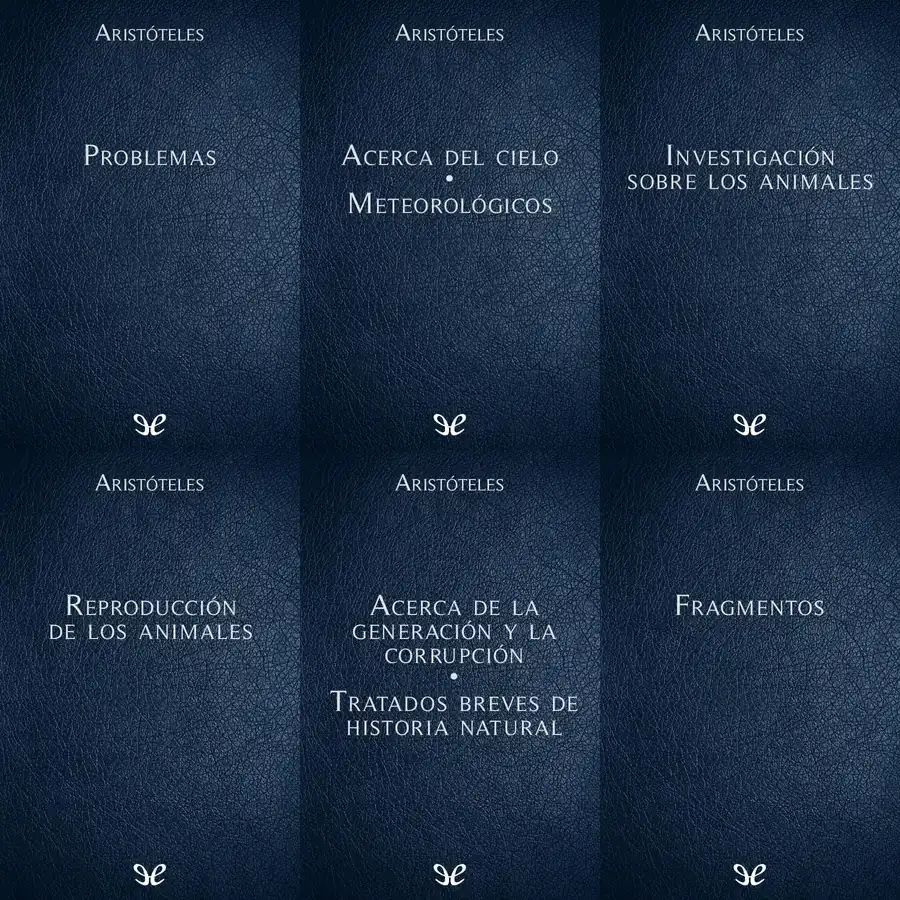 Aristóteles
Problemas
Aristóteles
Acerca del cielo
•
Meteorológicos
Aristóteles
Investigación
sobre los animales
Aristóteles
Reproducción
de los animales
Aristóteles
Acerca de la
generación y la
corrupción
•
Tratados breves de
historia natural
Aristóteles
Fragmentos